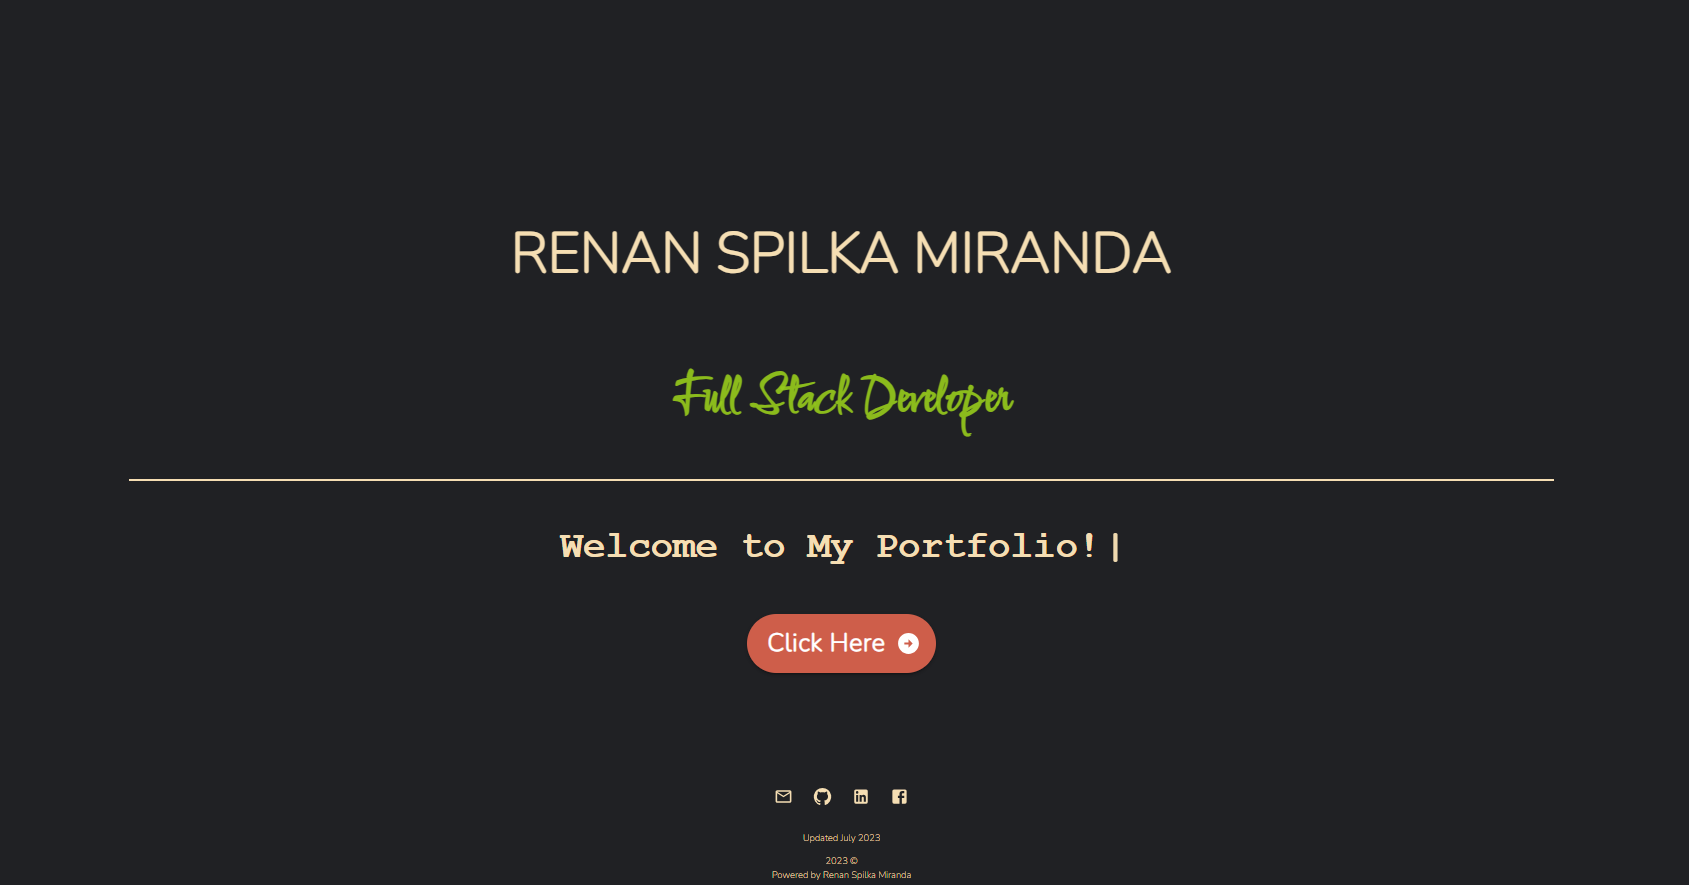 RENAN SPILKA MIRANDA
Full Stack Developer
Welcome to My Portfolio!|
Click Here
Updated July 2023
2023 ©
Powered by Renan Spilka Miranda